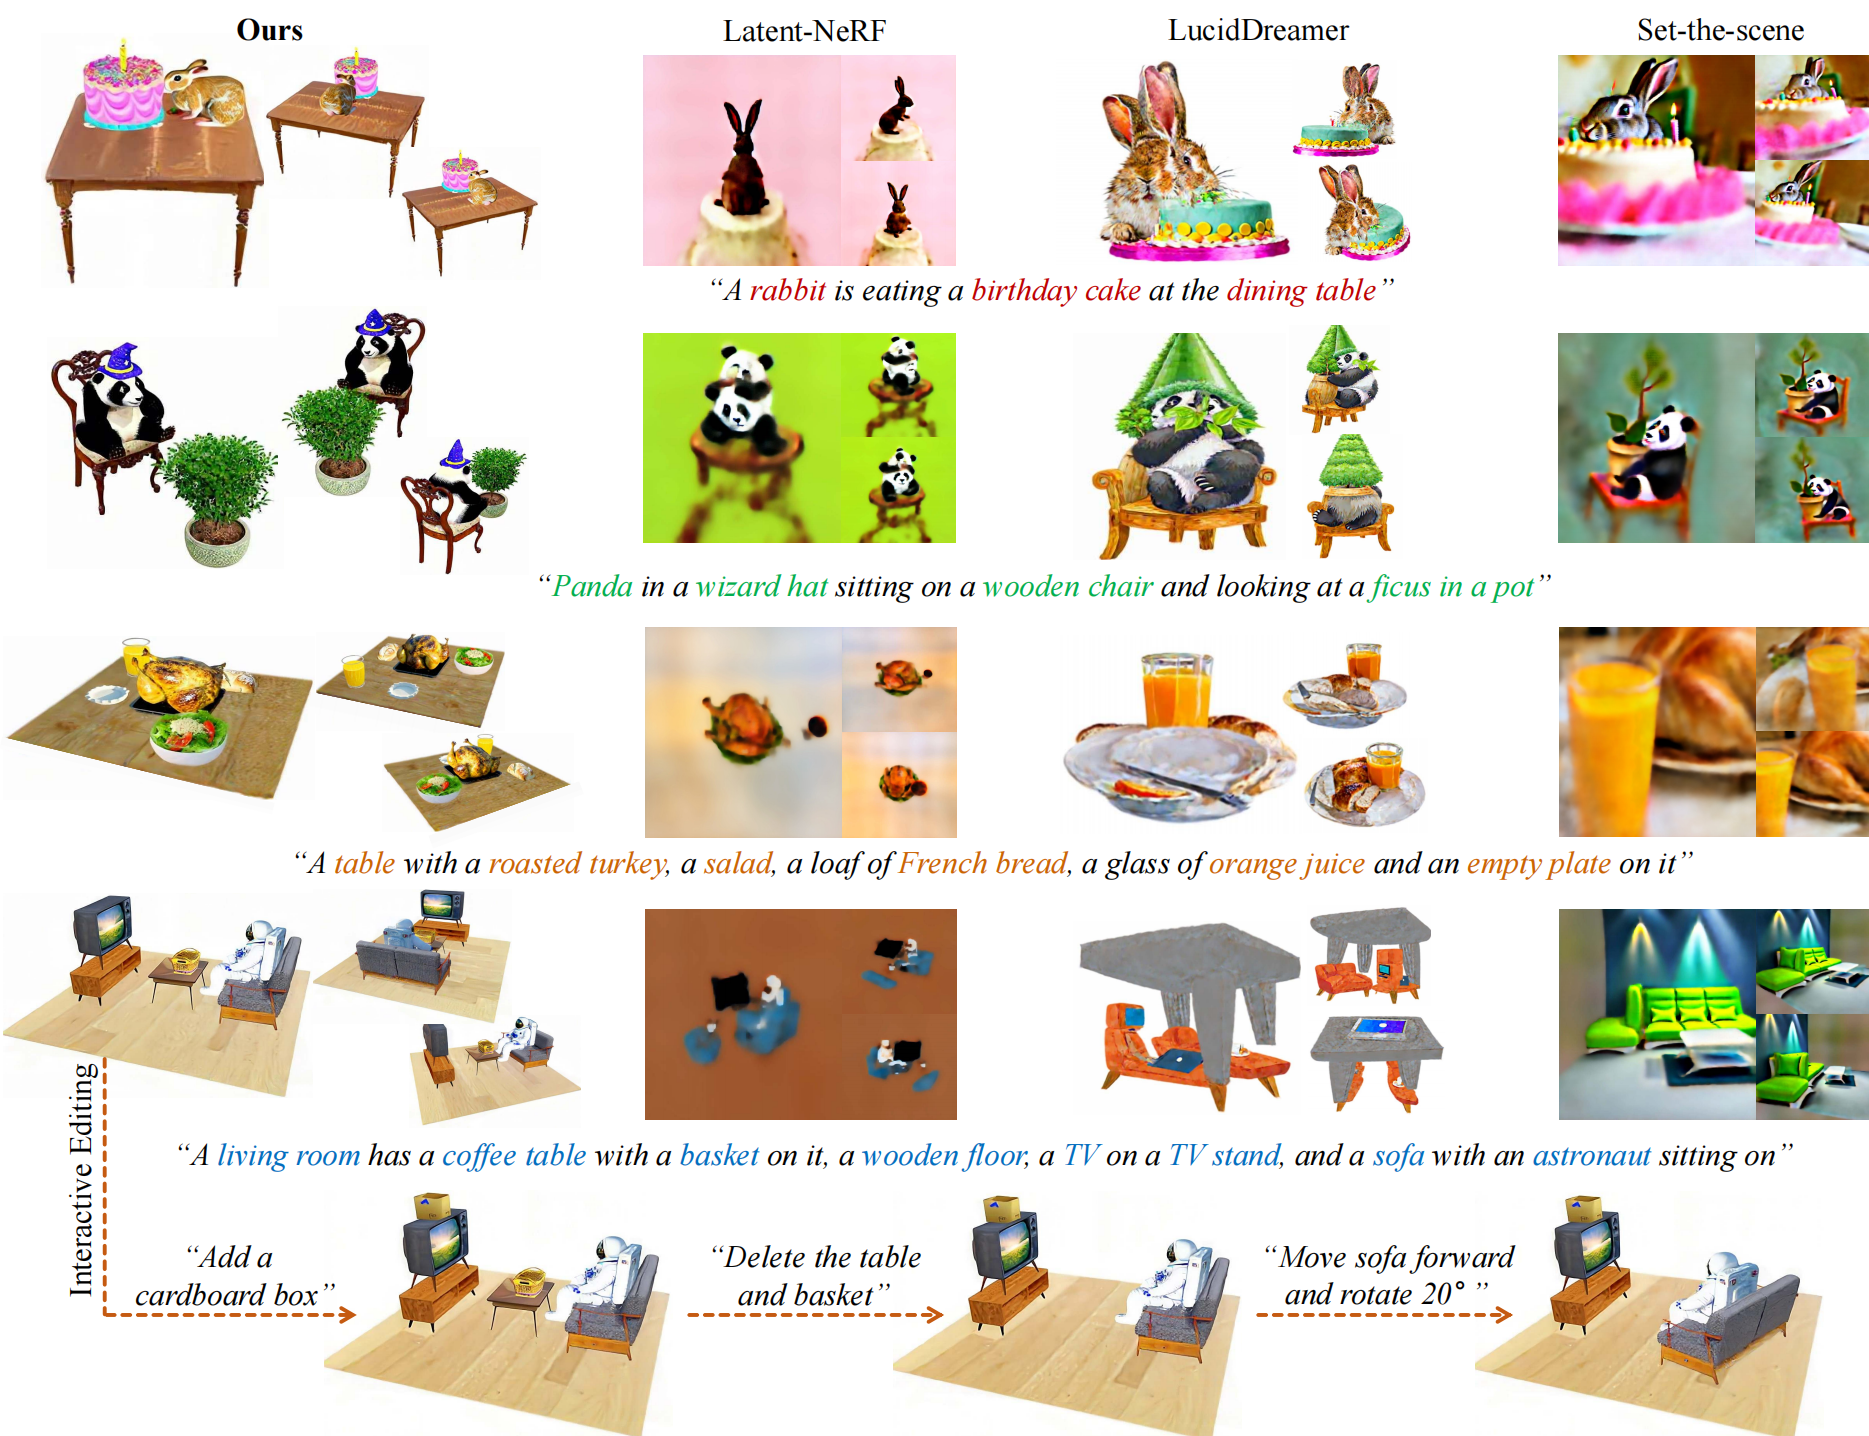 Ours
Latent-NeRF
LucidDreamer
Set-the-scene
“A rabbit is eating a birthday cake at the dining table”
“Panda in a wizard hat sitting on a wooden chair and looking at a ficus in a pot”
“A table with a roasted turkey, a salad, a loaf of French bread, a glass of orange juice and an empty plate on it”
“A living room has a coffee table with a basket on it, a wooden floor, a TV on a TV stand, and a sofa with an astronaut sitting on”
Interactive Editing
“Add a
cardboard box”
“Delete the table
and basket”
“Move sofa forward
and rotate 20° ”